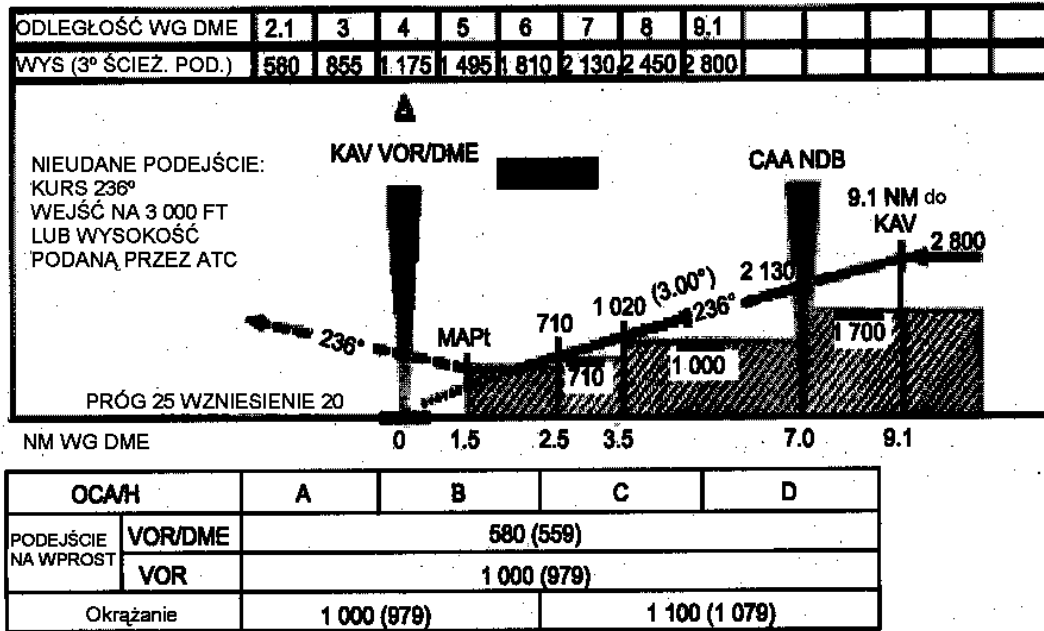 ODLEGŁOŚĆ WG DME 2.1 3 4 5 6 7 8 9.1
WYS (3º ŚCIEŻ. POD.) 580 855 1 175 1 495 1 810 2 130 2 450 2 800
NIEUDANE PODEJŚCIE:
KURS 236º
WEJŚĆ NA 3 000 FT
LUB WYSOKOŚĆ
PODANĄ PRZEZ ATC
KAV VOR/DME
CAA NDB
9.1 NM do
KAV
2 800
2 130
236°
(3.00°)
1 020
710
MAPt
236°
710
1 000
1 700
PRÓG 25 WZNIESIENIE 20
NM WG DME 0 1.5 2.5 3.5 7.0 9.1
OCA/H A B C D
PODEJŚCIE
NA WPROST
VOR/DME 580 (559)
VOR 1 000 (979)
Okrążanie 1 000 (979) 1 100 (1 079)